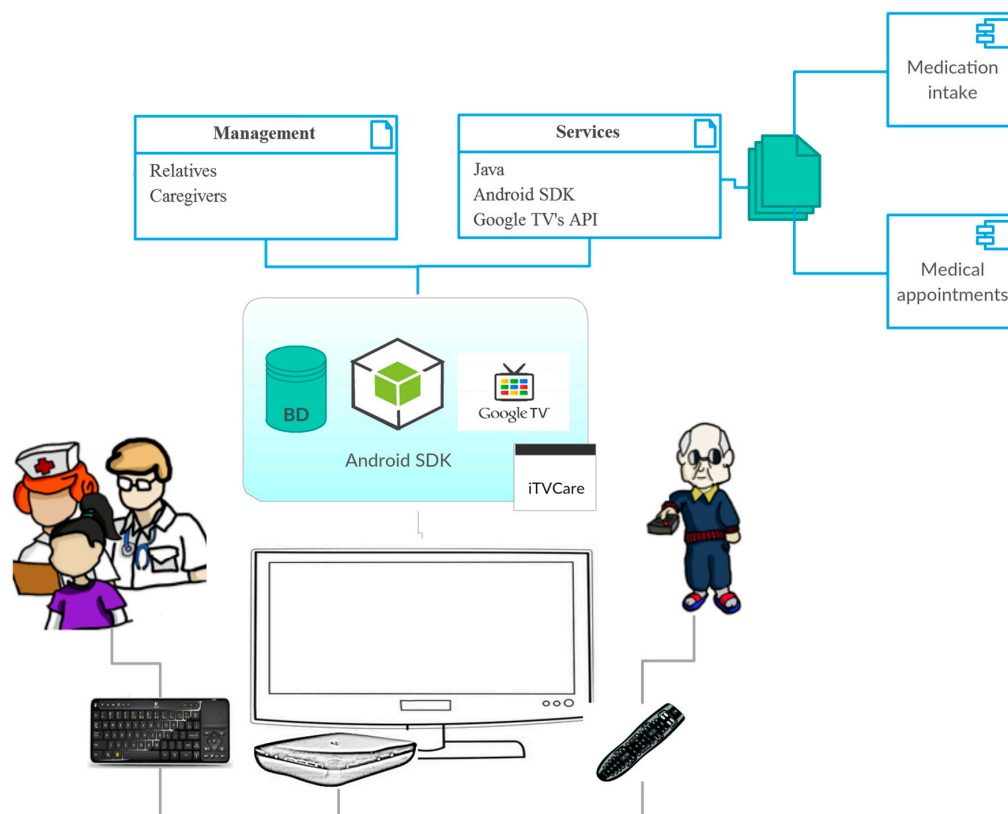 Medication
intake
Management
Relatives
Caregivers
Services
Java
Android SDK
Google TV's API
Medical
appointments
BD
Google TV
Android SDK
iTVCare